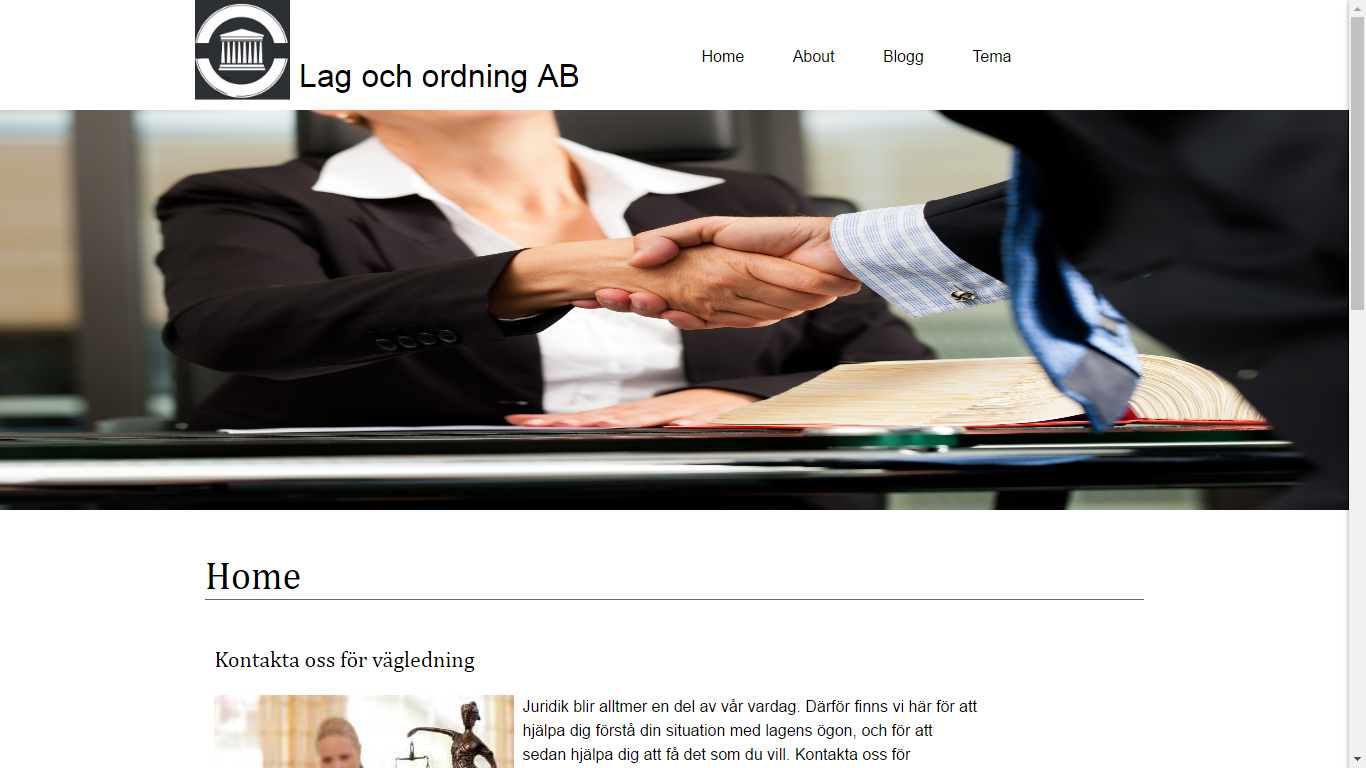 Lag och ordning AB
Home About Blogg Tema
Home
Kontakta oss för vägledning
Juridik blir alltmer en del av vår vardag. Därför finns vi här för att
hjälpa dig förstå din situation med lagens ögon, och för att
sedan hjälpa dig att få det som du vill. Kontakta oss för